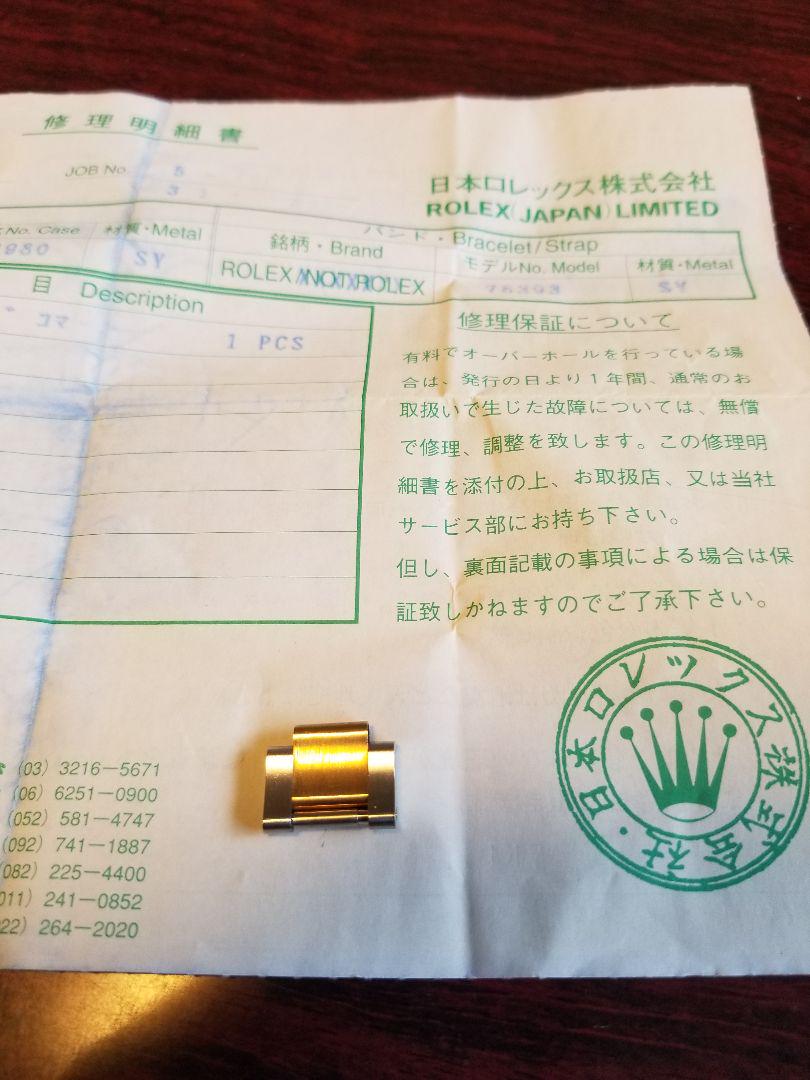 修理明細書
JOB No. 5
3
日本ロレックス株式会社
ROLEX(JAPAN)LIMITED
No. Case 材質・Metal
980 SY
バンド・Bracelet/Strap
銘柄・Brand モデルNo. Model 材質・Metal
ROLEX/NOT ROLEX 78393 SY
目 Description
コマ 1 PCS
修理保証について
有料でオーバーホールを行っている場
合は、発行の日より1年間、通常のお
取扱いで生じた故障については、無償
で修理、調整を致します。この修理明
細書を添付の上、お取扱店、又は当社
サービス部にお持ち下さい。
但し、裏面記載の事項による場合は保
証致しかねますのでご了承下さい。
(03) 3216-5671
(06) 6251-0900
(052) 581-4747
(092) 741-1887
(082) 225-4400
011) 241-0852
22) 264-2020
日本ロレックス株式会社